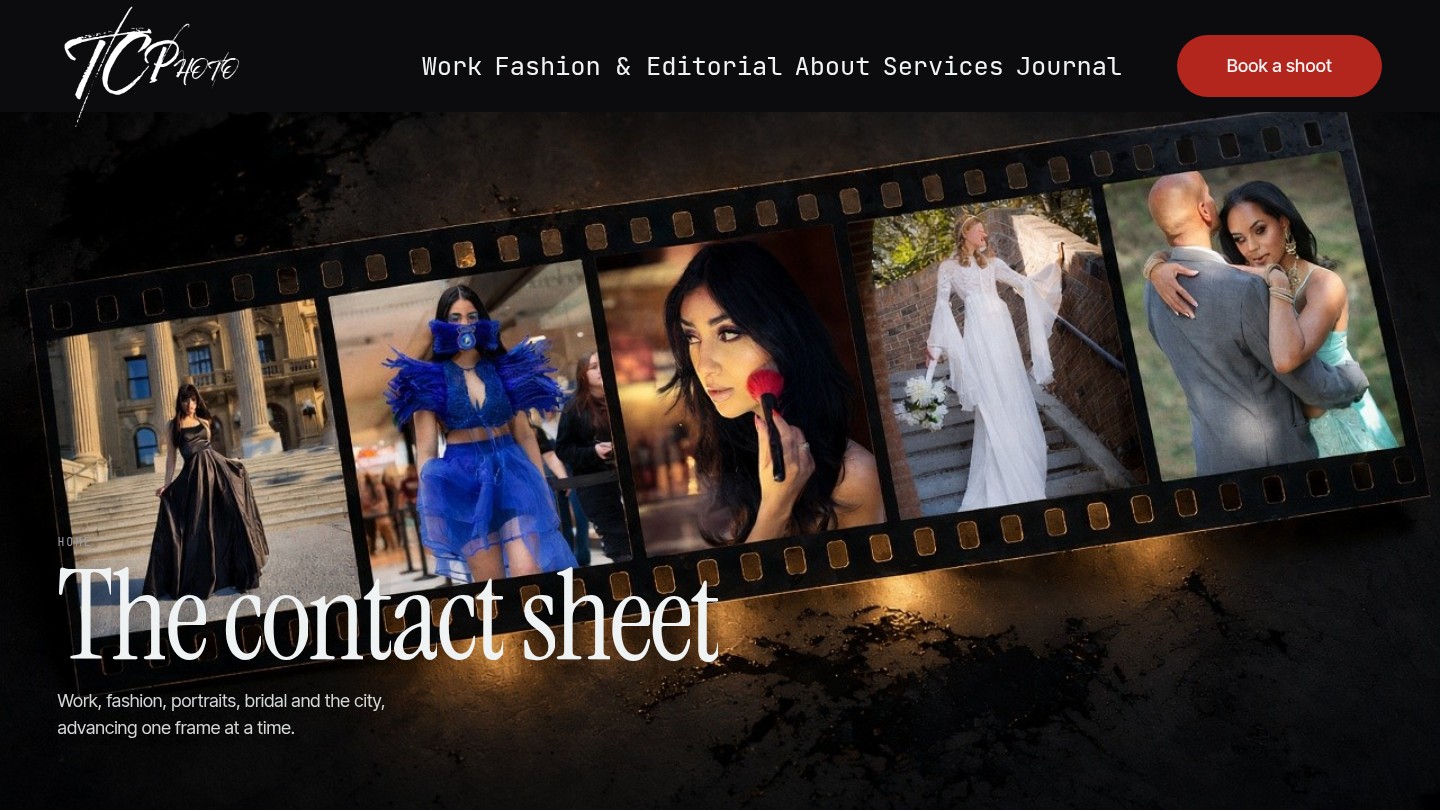 TCPHOTO
Work Fashion & Editorial About Services Journal
Book a shoot
HOME
The contact sheet
Work, fashion, portraits, bridal and the city,
advancing one frame at a time.